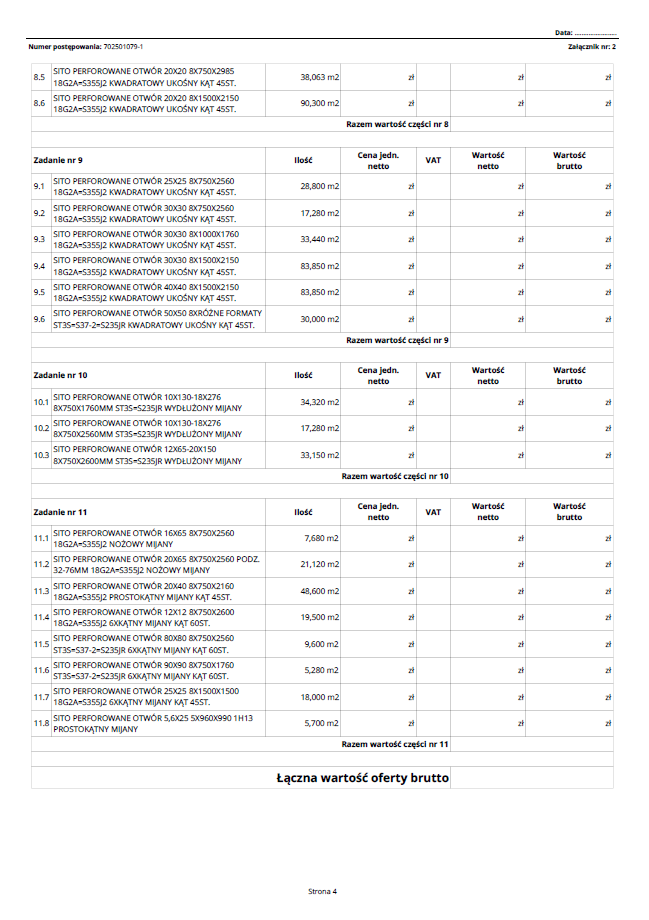 Data: ......................
Numer postępowania: 702501079-1 Załącznik nr: 2
8.5 SITO PERFOROWANE OTWÓR 20X20 8X750X2985 38,063 m2 zł zł zł
18G2A=S355J2 KWADRATOWY UKOŚNY KĄT 45ST.
8.6 SITO PERFOROWANE OTWÓR 20X20 8X1500X2150 90,300 m2 zł zł zł
18G2A=S355J2 KWADRATOWY UKOŚNY KĄT 45ST.
Razem wartość części nr 8
Zadanie nr 9 Ilość Cena jedn. VAT Wartość Wartość
netto netto brutto
9.1 SITO PERFOROWANE OTWÓR 25X25 8X750X2560 28,800 m2 zł zł zł
18G2A=S355J2 KWADRATOWY UKOŚNY KĄT 45ST.
9.2 SITO PERFOROWANE OTWÓR 30X30 8X750X2560 17,280 m2 zł zł zł
18G2A=S355J2 KWADRATOWY UKOŚNY KĄT 45ST.
9.3 SITO PERFOROWANE OTWÓR 30X30 8X1000X1760 33,440 m2 zł zł zł
18G2A=S355J2 KWADRATOWY UKOŚNY KĄT 45ST.
9.4 SITO PERFOROWANE OTWÓR 30X30 8X1500X2150 83,850 m2 zł zł zł
18G2A=S355J2 KWADRATOWY UKOŚNY KĄT 45ST.
9.5 SITO PERFOROWANE OTWÓR 40X40 8X1500X2150 83,850 m2 zł zł zł
18G2A=S355J2 KWADRATOWY UKOŚNY KĄT 45ST.
9.6 SITO PERFOROWANE OTWÓR 50X50 8XRÓŻNE FORMATY 30,000 m2 zł zł zł
ST3S=S37-2=S235JR KWADRATOWY UKOŚNY KĄT 45ST.
Razem wartość części nr 9
Zadanie nr 10 Ilość Cena jedn. VAT Wartość Wartość
netto netto brutto
10.1 SITO PERFOROWANE OTWÓR 10X130-18X276 34,320 m2 zł zł zł
8X750X1760MM ST3S=S235JR WYDŁUŻONY MIJANY
10.2 SITO PERFOROWANE OTWÓR 10X130-18X276 17,280 m2 zł zł zł
8X750X2560MM ST3S=S235JR WYDŁUŻONY MIJANY
10.3 SITO PERFOROWANE OTWÓR 12X65-20X150 33,150 m2 zł zł zł
8X750X2600MM ST3S=S235JR WYDŁUŻONY MIJANY
Razem wartość części nr 10
Zadanie nr 11 Ilość Cena jedn. VAT Wartość Wartość
netto netto brutto
11.1 SITO PERFOROWANE OTWÓR 16X65 8X750X2560 7,680 m2 zł zł zł
18G2A=S355J2 NOŻOWY MIJANY
11.2 SITO PERFOROWANE OTWÓR 20X65 8X750X2560 PODZ. 21,120 m2 zł zł zł
32-76MM 18G2A=S355J2 NOŻOWY MIJANY
11.3 SITO PERFOROWANE OTWÓR 20X40 8X750X2160 48,600 m2 zł zł zł
18G2A=S355J2 PROSTOKĄTNY MIJANY KĄT 45ST.
11.4 SITO PERFOROWANE OTWÓR 12X12 8X750X2600 19,500 m2 zł zł zł
18G2A=S355J2 6XKĄTNY MIJANY KĄT 60ST.
11.5 SITO PERFOROWANE OTWÓR 80X80 8X750X2560 9,600 m2 zł zł zł
ST3S=S37-2=S235JR 6XKĄTNY MIJANY KĄT 60ST.
11.6 SITO PERFOROWANE OTWÓR 90X90 8X750X1760 5,280 m2 zł zł zł
ST3S=S37-2=S235JR 6XKĄTNY MIJANY KĄT 60ST.
11.7 SITO PERFOROWANE OTWÓR 25X25 8X1500X1500 18,000 m2 zł zł zł
18G2A=S355J2 6XKĄTNY MIJANY KĄT 45ST.
11.8 SITO PERFOROWANE OTWÓR 5,6X25 5X960X990 1H13 5,700 m2 zł zł zł
PROSTOKĄTNY MIJANY
Razem wartość części nr 11
Łączna wartość oferty brutto
Strona 4